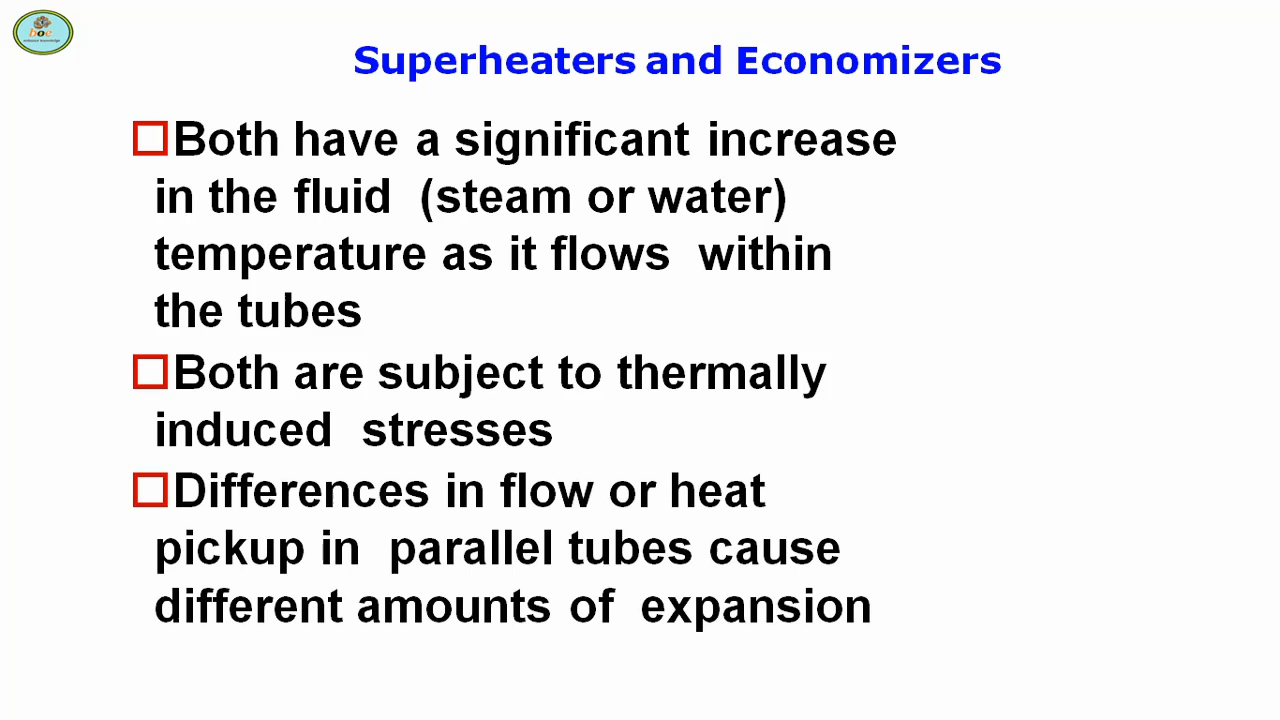 boe
Superheaters and Economizers
Both have a significant increase
in the fluid (steam or water)
temperature as it flows within
the tubes
Both are subject to thermally
induced stresses
Differences in flow or heat
pickup in parallel tubes cause
different amounts of expansion